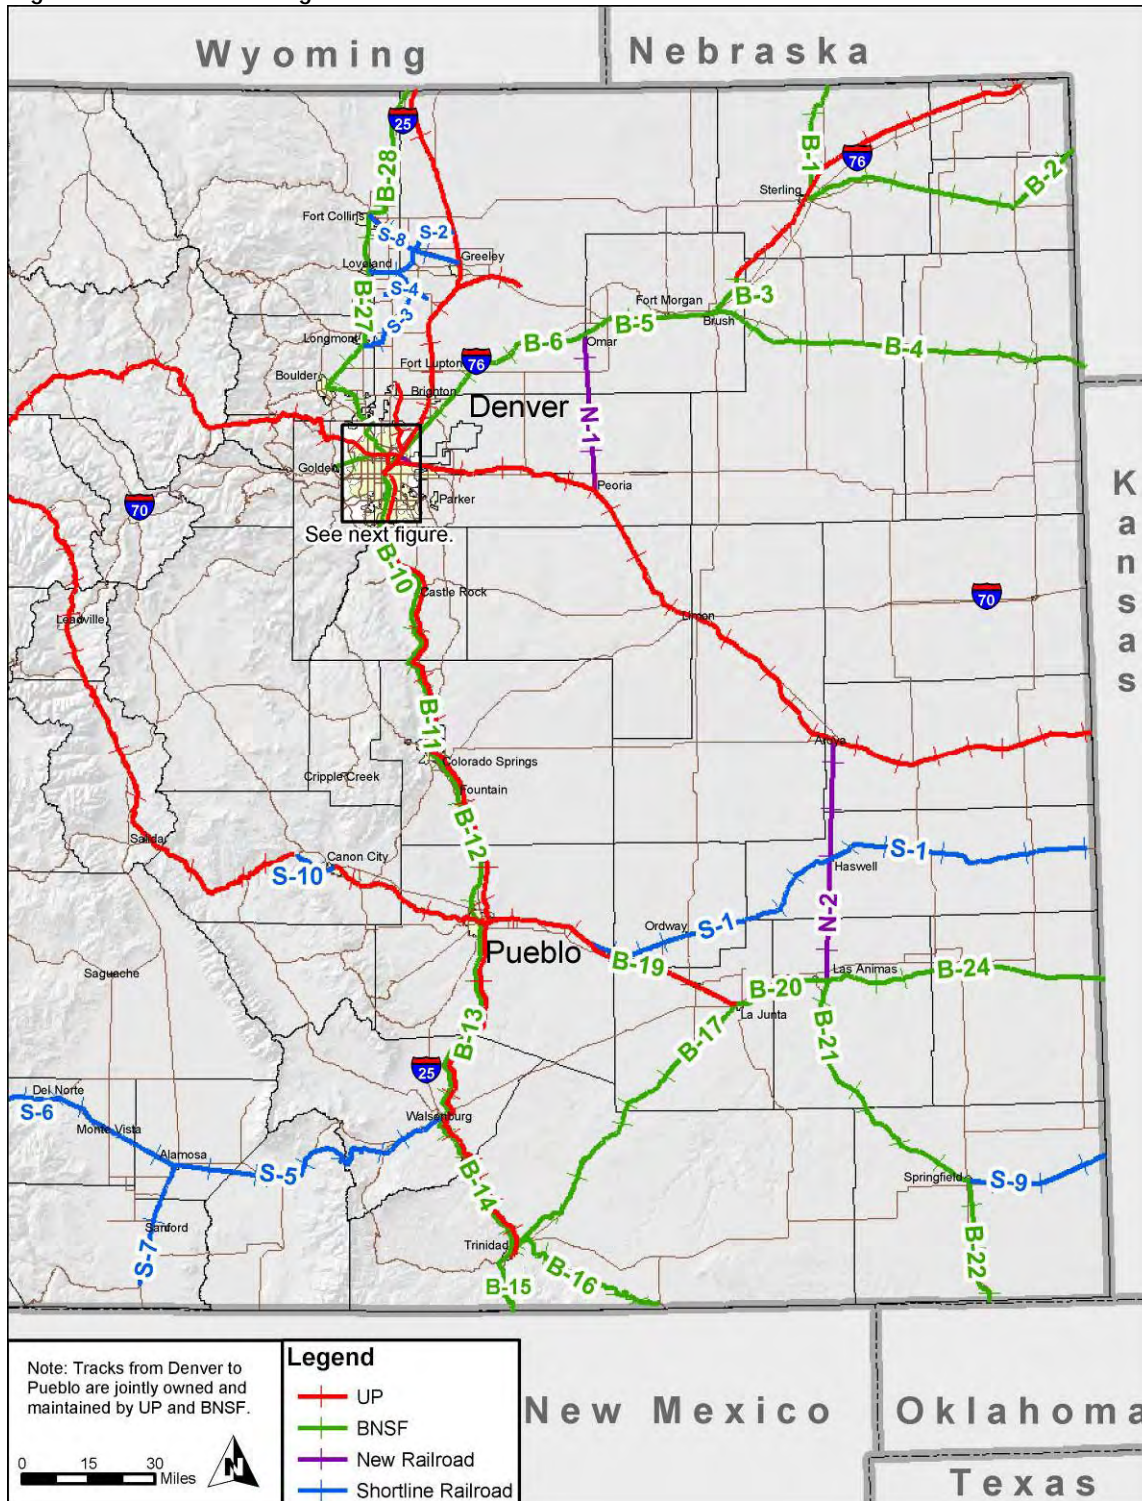 Wyoming
Nebraska
25
B-28
B-1
76
B-2
Sterling
Fort Collins
S-8
S-2
Greeley
Loveland
S-4
B-27
S-3
Longmont
Fort Morgan
B-3
Brush
B-5
B-6
Omar
B-4
Fort Lupton
76
Boulder
Brighton
Denver
N-1
Golden
Peoria
Parker
70
See next figure.
Kansas
B-10
Castle Rock
70
Leadville
Limon
B-11
Colorado Springs
Aroya
Cripple Creek
Fountain
B-12
Salida
Canon City
S-10
S-1
Haswell
N-2
Ordway
S-1
Pueblo
B-19
Las Animas
B-24
Saguache
B-20
La Junta
B-13
B-17
B-21
25
Del Norte
S-6
Walsenburg
Monte Vista
Alamosa
S-5
B-14
Springfield
S-9
Sanford
S-7
Trinidad
B-22
B-15
B-16
Note: Tracks from Denver to
Pueblo are jointly owned and
maintained by UP and BNSF.
0 15 30
Miles
N
Legend
UP
BNSF
New Railroad
Shortline Railroad
New Mexico
Oklahoma
Texas